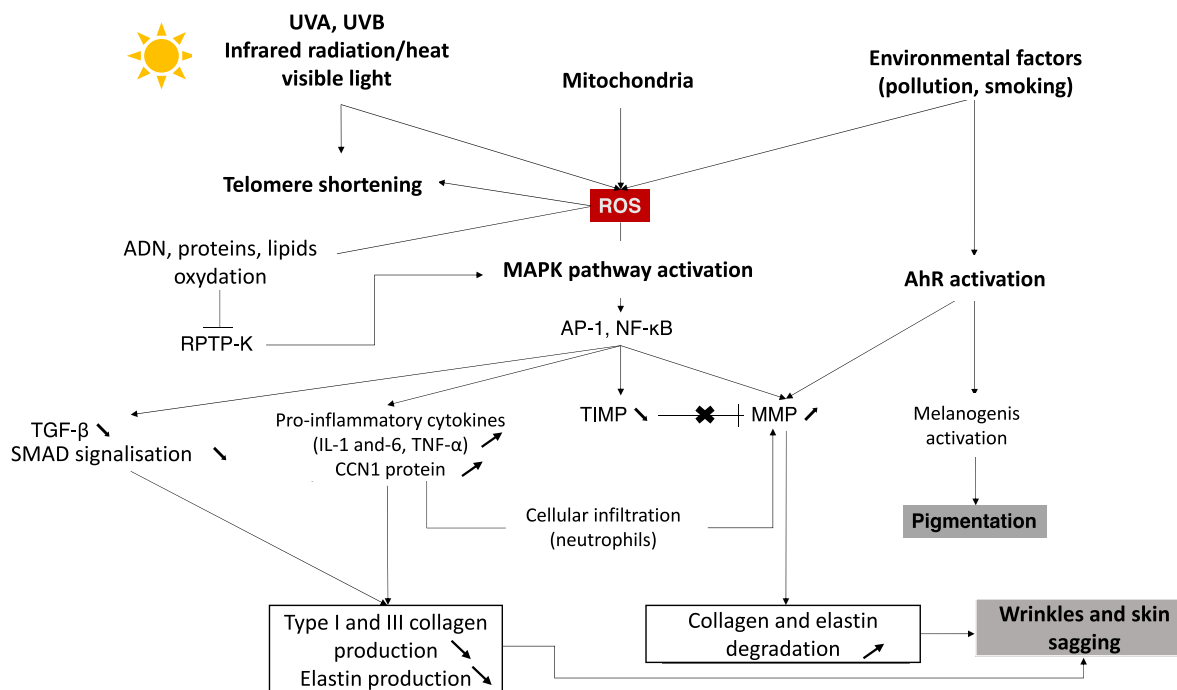 UVA, UVB
Infrared radiation/heat
visible light
Mitochondria
Environmental factors
(pollution, smoking)
Telomere shortening
ROS
ADN, proteins, lipids
oxydation
MAPK pathway activation
AhR activation
RPTP-K
AP-1, NF-κB
TGF-β
SMAD signalisation
Pro-inflammatory cytokines
(IL-1 and-6, TNF-α)
CCN1 protein
TIMP
MMP
Melanogenis
activation
Cellular infiltration
(neutrophils)
Pigmentation
Type I and III collagen
production
Elastin production
Collagen and elastin
degradation
Wrinkles and skin
sagging